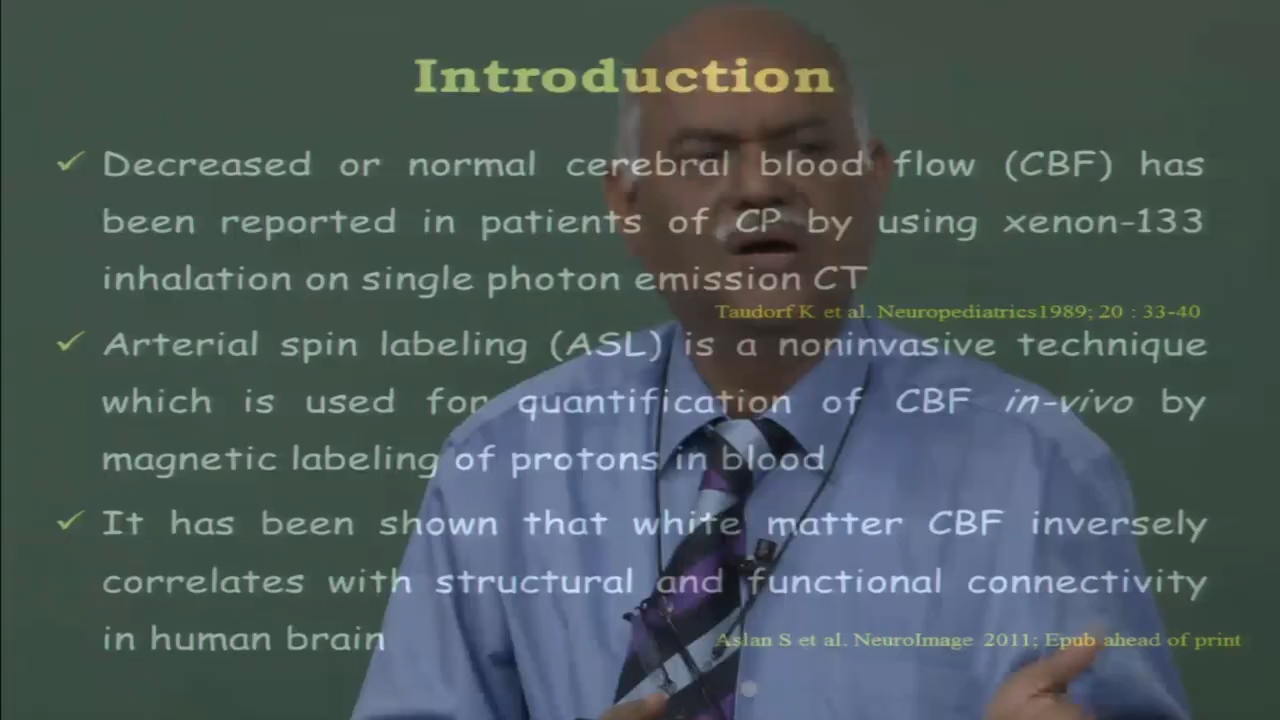 Introduction
✓ Decreased or normal cerebral blood flow (CBF) has
been reported in patients of CP by using xenon-133
inhalation on single photon emission CT
Taudorf K et al. Neuropediatrics1989; 20 : 33-40
✓ Arterial spin labeling (ASL) is a noninvasive technique
which is used for quantification of CBF in-vivo by
magnetic labeling of protons in blood
✓ It has been shown that white matter CBF inversely
correlates with structural and functional connectivity
in human brain
Aslan S et al. NeuroImage 2011; Epub ahead of print